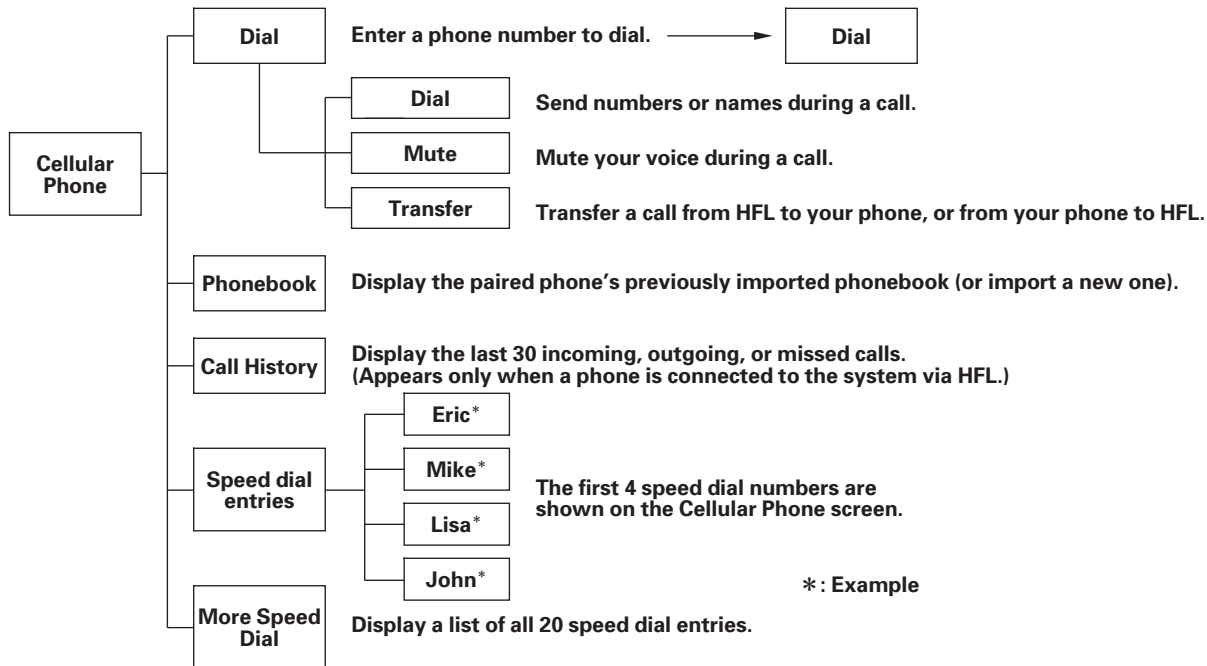 Dial
Enter a phone number to dial.
Dial
Dial
Send numbers or names during a call.
Cellular
Phone
Mute
Mute your voice during a call.
Transfer
Transfer a call from HFL to your phone, or from your phone to HFL.
Phonebook
Display the paired phone's previously imported phonebook (or import a new one).
Call History
Display the last 30 incoming, outgoing, or missed calls.
(Appears only when a phone is connected to the system via HFL.)
Eric*
Speed dial
entries
Mike*
The first 4 speed dial numbers are
shown on the Cellular Phone screen.
Lisa*
John*
*: Example
More Speed
Dial
Display a list of all 20 speed dial entries.